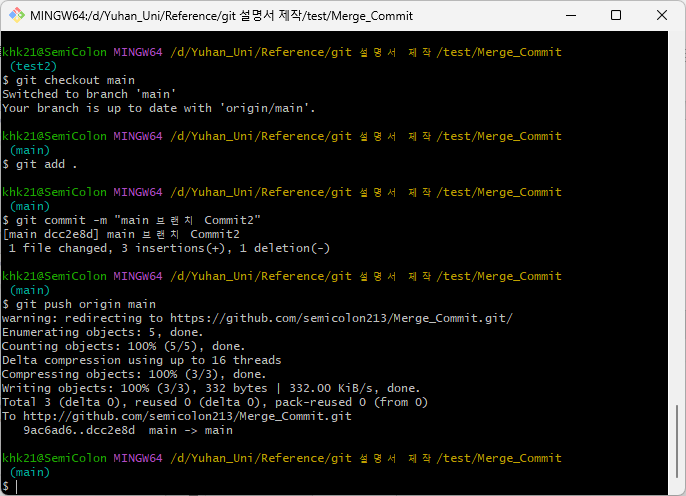 MINGW64:/d/Yuhan_Uni/Reference/git 설명서 제작/test/Merge_Commit
khk21@SemiColon MINGW64 /d/Yuhan_Uni/Reference/git 설명서 제작/test/Merge_Commit
(test2)
$ git checkout main
Switched to branch 'main'
Your branch is up to date with 'origin/main'.
khk21@SemiColon MINGW64 /d/Yuhan_Uni/Reference/git 설명서 제작/test/Merge_Commit
(main)
$ git add .
khk21@SemiColon MINGW64 /d/Yuhan_Uni/Reference/git 설명서 제작/test/Merge_Commit
(main)
$ git commit -m "main 브랜치 Commit2"
[main dcc2e8d] main 브랜치 Commit2
1 file changed, 3 insertions(+), 1 deletion(-)
khk21@SemiColon MINGW64 /d/Yuhan_Uni/Reference/git 설명서 제작/test/Merge_Commit
(main)
$ git push origin main
warning: redirecting to https://github.com/semicolon213/Merge_Commit.git/
Enumerating objects: 5, done.
Counting objects: 100% (5/5), done.
Delta compression using up to 16 threads
Compressing objects: 100% (3/3), done.
Writing objects: 100% (3/3), 332 bytes | 332.00 KiB/s, done.
Total 3 (delta 0), reused 0 (delta 0), pack-reused 0 (from 0)
To http://github.com/semicolon213/Merge_Commit.git
9ac6ad6..dcc2e8d  main -> main
khk21@SemiColon MINGW64 /d/Yuhan_Uni/Reference/git 설명서 제작/test/Merge_Commit
(main)
$